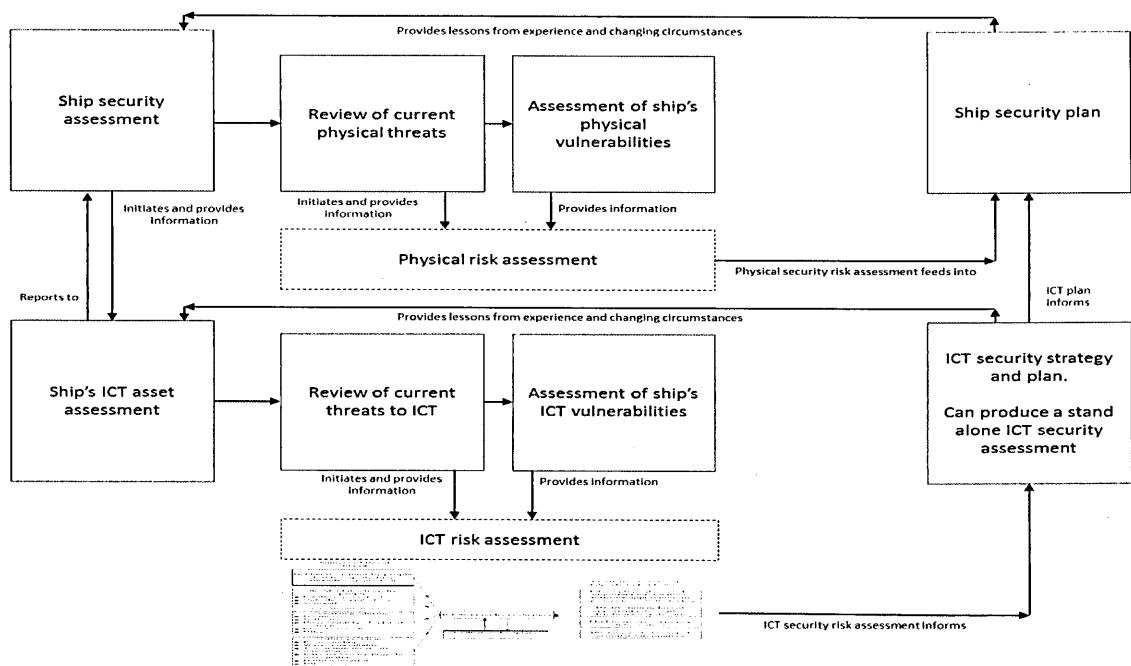 Provides lessons from experience and changing circumstances
Ship security
assessment
Review of current
physical threats
Assessment of ship's
physical
vulnerabilities
Ship security plan
Initiates and provides
information
Initiates and provides
information
Provides information
Physical risk assessment
Physical security risk assessment feeds into
Reports to
ICT plan
informs
Provides lessons from experience and changing circumstances
Ship's ICT asset
assessment
Review of current
threats to ICT
Assessment of ship's
ICT vulnerabilities
ICT security strategy
and plan.
Can produce a stand
alone ICT security
assessment
Initiates and provides
information
Provides information
ICT risk assessment
ICT security risk assessment informs